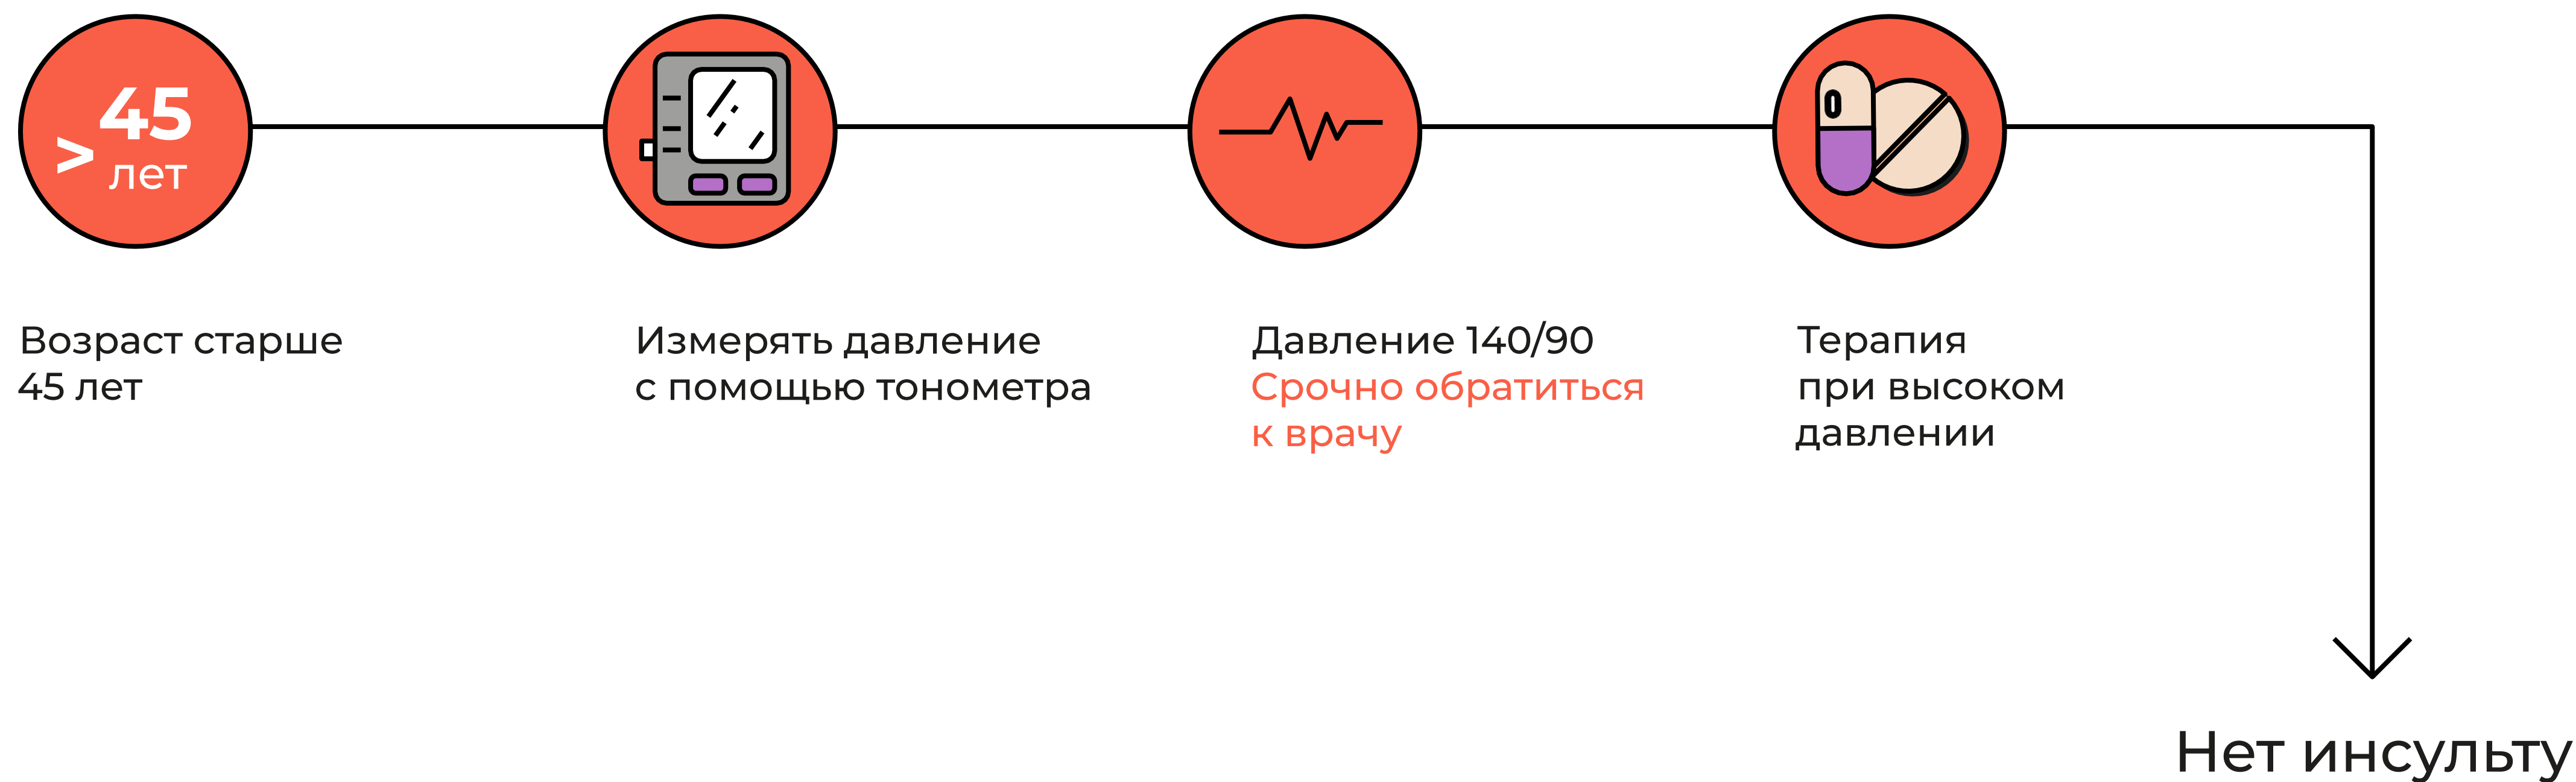 > 45
лет
Возраст старше
45 лет
Измерять давление
с помощью тонометра
Давление 140/90
Срочно обратиться
к врачу
Терапия
при высоком
давлении
Нет инсульту